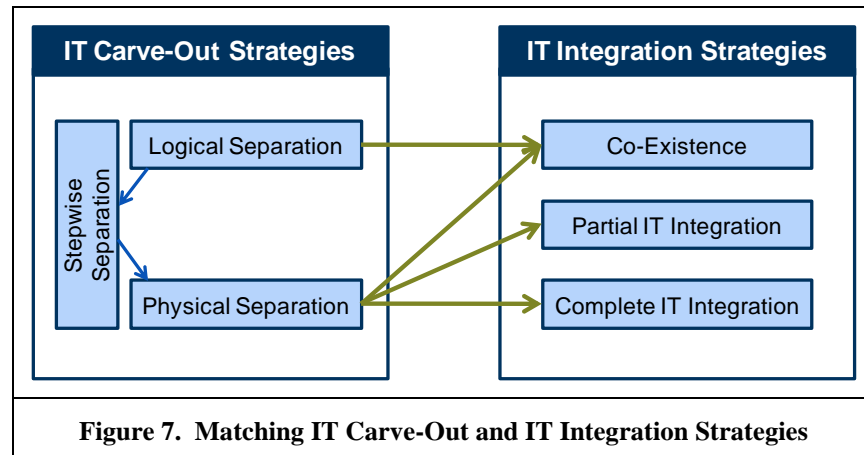 IT Carve-Out Strategies
Logical Separation
Stepwise
Separation
Physical Separation
IT Integration Strategies
Co-Existence
Partial IT Integration
Complete IT Integration
Figure 7. Matching IT Carve-Out and IT Integration Strategies